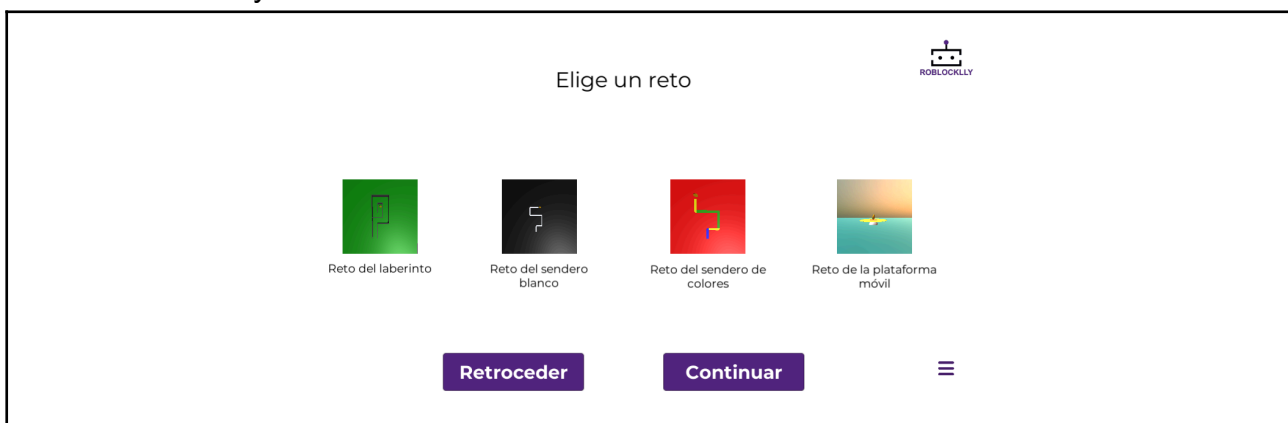 Elige un reto
ROBLOCKLLY
Reto del laberinto
Reto del sendero
blanco
Reto del sendero de
colores
Reto de la plataforma
móvil
Retroceder
Continuar